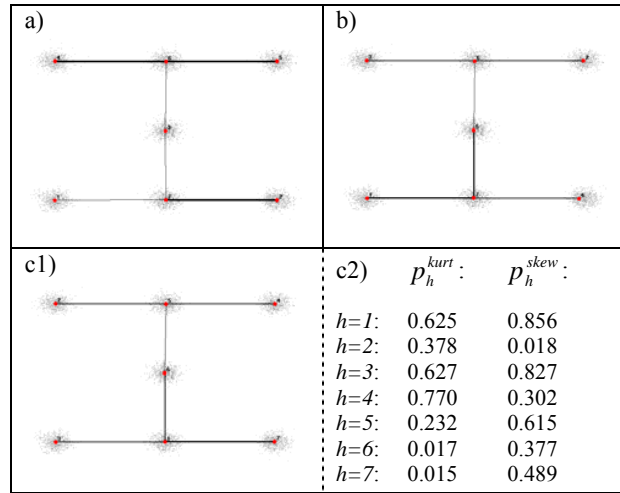 a)
b)
c1)
c2) p_h^{kurt}: p_h^{skew}:
h=1: 0.625 0.856
h=2: 0.378 0.018
h=3: 0.627 0.827
h=4: 0.770 0.302
h=5: 0.232 0.615
h=6: 0.017 0.377
h=7: 0.015 0.489